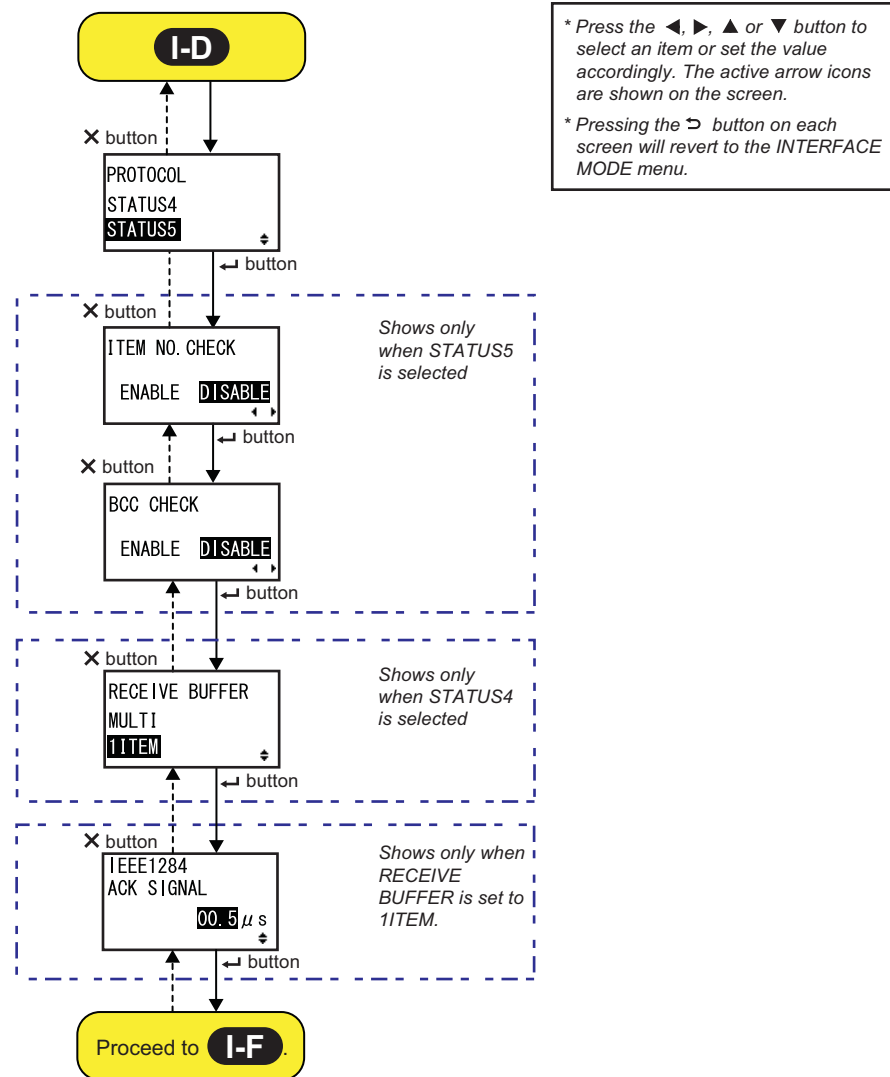 I-D
* Press the ◀, ▶, ▲ or ▼ button to
select an item or set the value
accordingly. The active arrow icons
are shown on the screen.
* Pressing the ⮌ button on each
screen will revert to the INTERFACE
MODE menu.
✕ button
PROTOCOL
STATUS4
STATUS5
↵ button
✕ button
ITEM NO. CHECK
ENABLE DISABLE
Shows only
when STATUS5
is selected
↵ button
✕ button
BCC CHECK
ENABLE DISABLE
↵ button
✕ button
RECEIVE BUFFER
MULTI
1ITEM
Shows only
when STATUS4
is selected
↵ button
✕ button
IEEE1284
ACK SIGNAL
00.5 μs
Shows only when
RECEIVE
BUFFER is set to
1ITEM.
↵ button
Proceed to I-F.